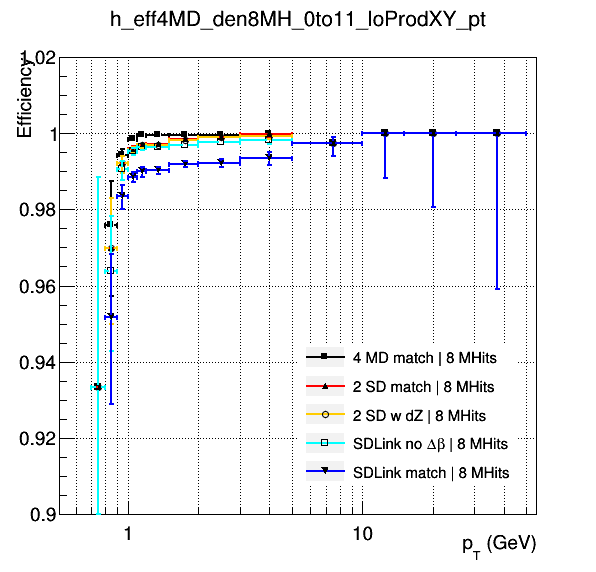 h_eff4MD_den8MH_0to11_loProdXY_pt
Efficiency
1.02
1
0.98
0.96
0.94
0.92
0.9
4 MD match | 8 MHits
2 SD match | 8 MHits
2 SD w dZ | 8 MHits
SDLink no Δβ | 8 MHits
SDLink match | 8 MHits
1
10
p_T (GeV)